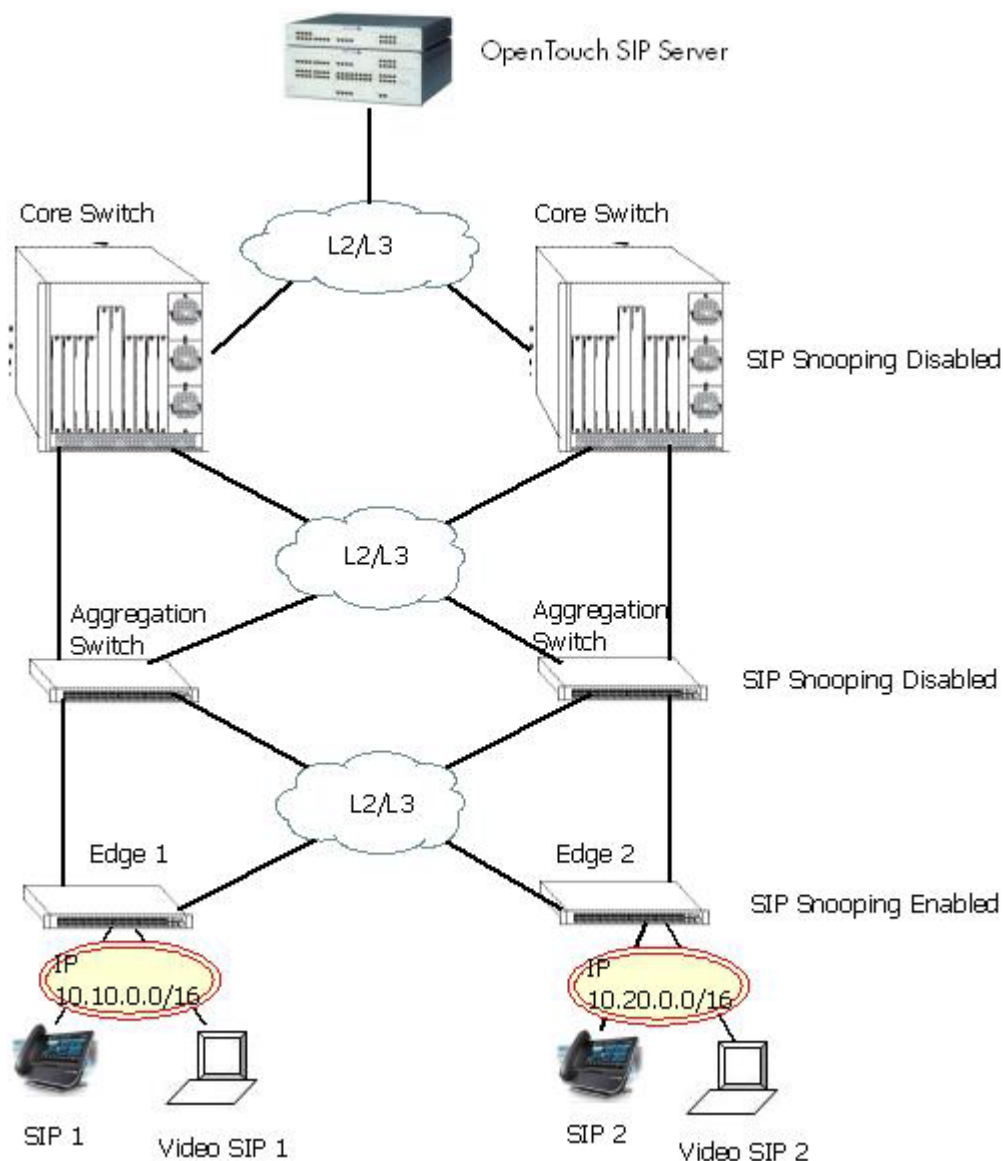 OpenTouch SIP Server
Core Switch
Core Switch
L2/L3
SIP Snooping Disabled
L2/L3
Aggregation
Switch
Aggregation
Switch
SIP Snooping Disabled
L2/L3
Edge 1
Edge 2
SIP Snooping Enabled
IP
10.10.0.0/16
IP
10.20.0.0/16
SIP 1
Video SIP 1
SIP 2
Video SIP 2